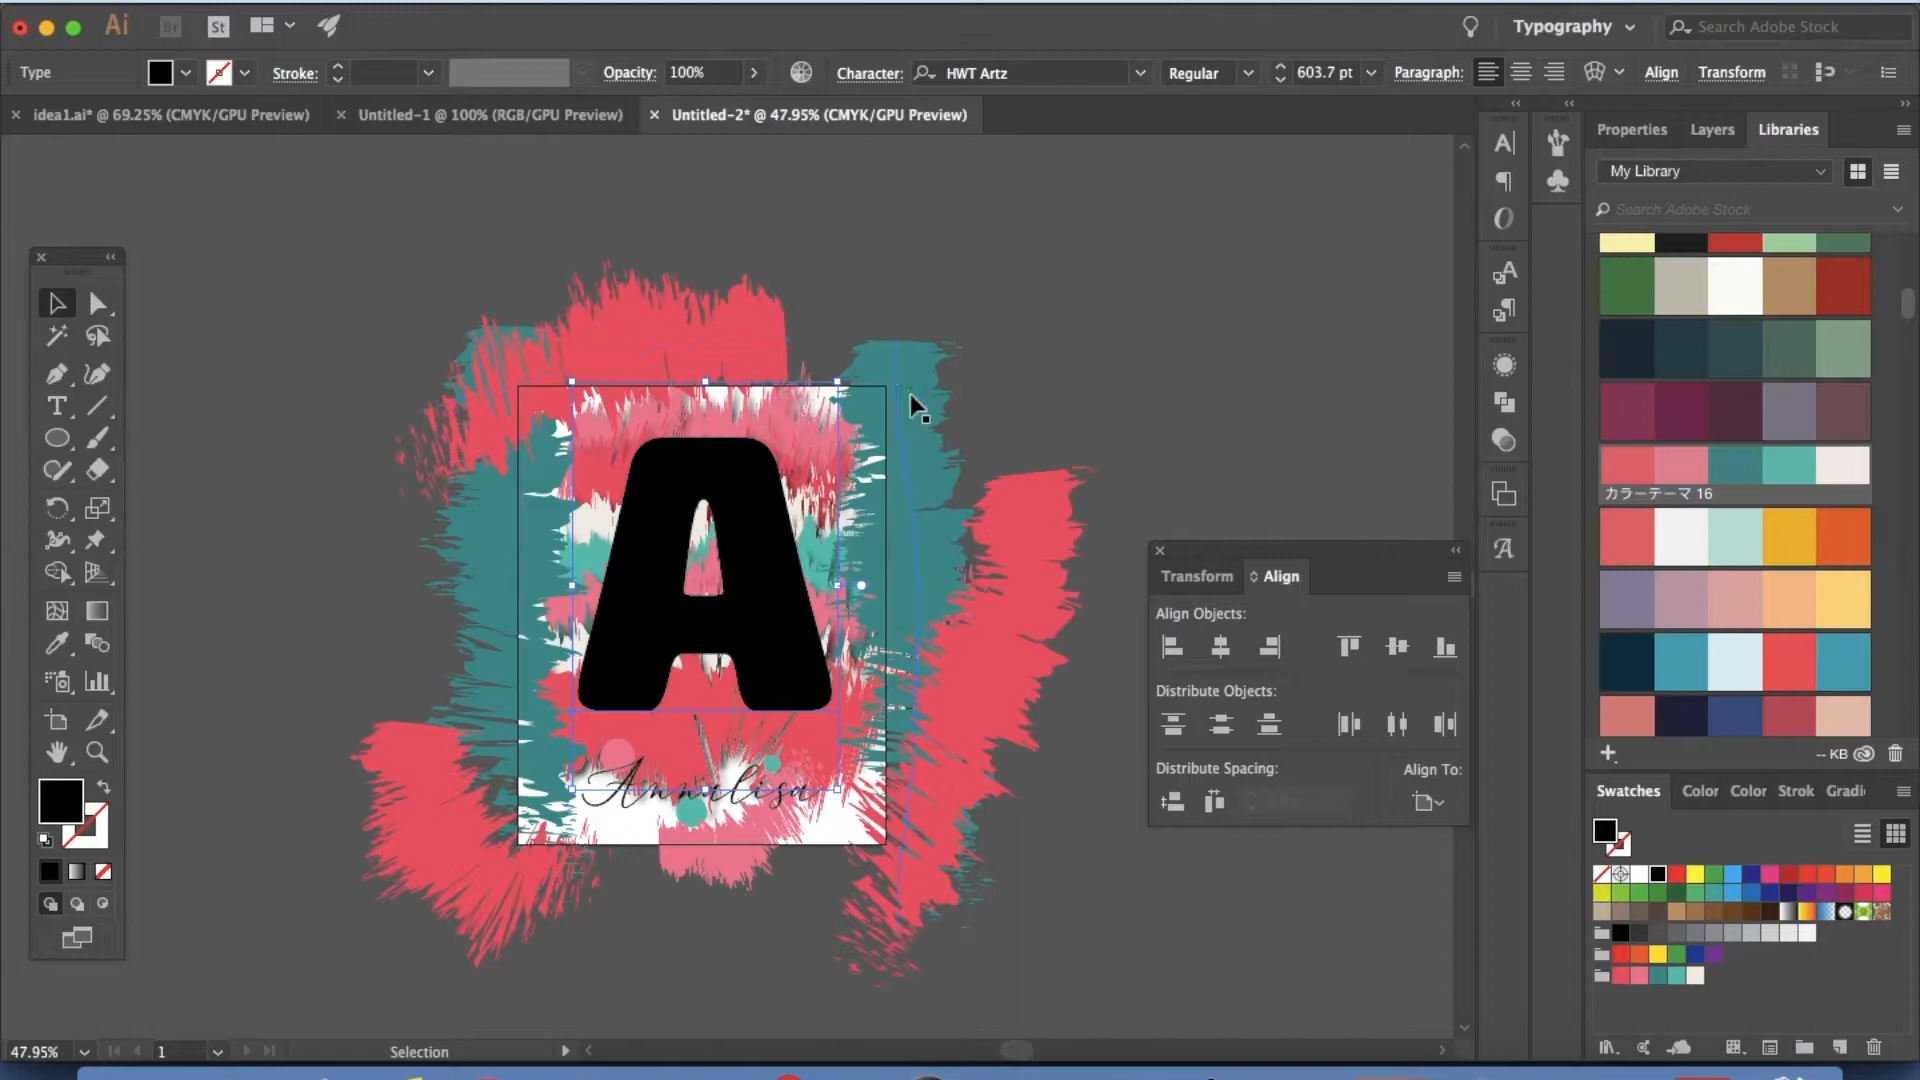 Ai Br St Typography Search Adobe Stock
Type Stroke: Opacity: 100% Character: HWT Artz Regular 603.7 pt Paragraph: Align Transform
idea1.ai* @ 69.25% (CMYK/GPU Preview) Untitled-1 @ 100% (RGB/GPU Preview) Untitled-2* @ 47.95% (CMYK/GPU Preview)
Properties Layers Libraries
My Library
Search Adobe Stock
カラーテーマ 16
A
Annalisa
Transform Align
Align Objects:
Distribute Objects:
Distribute Spacing: Align To:
-- KB
Swatches Color Color Strok Gradi
47.95% 1 Selection